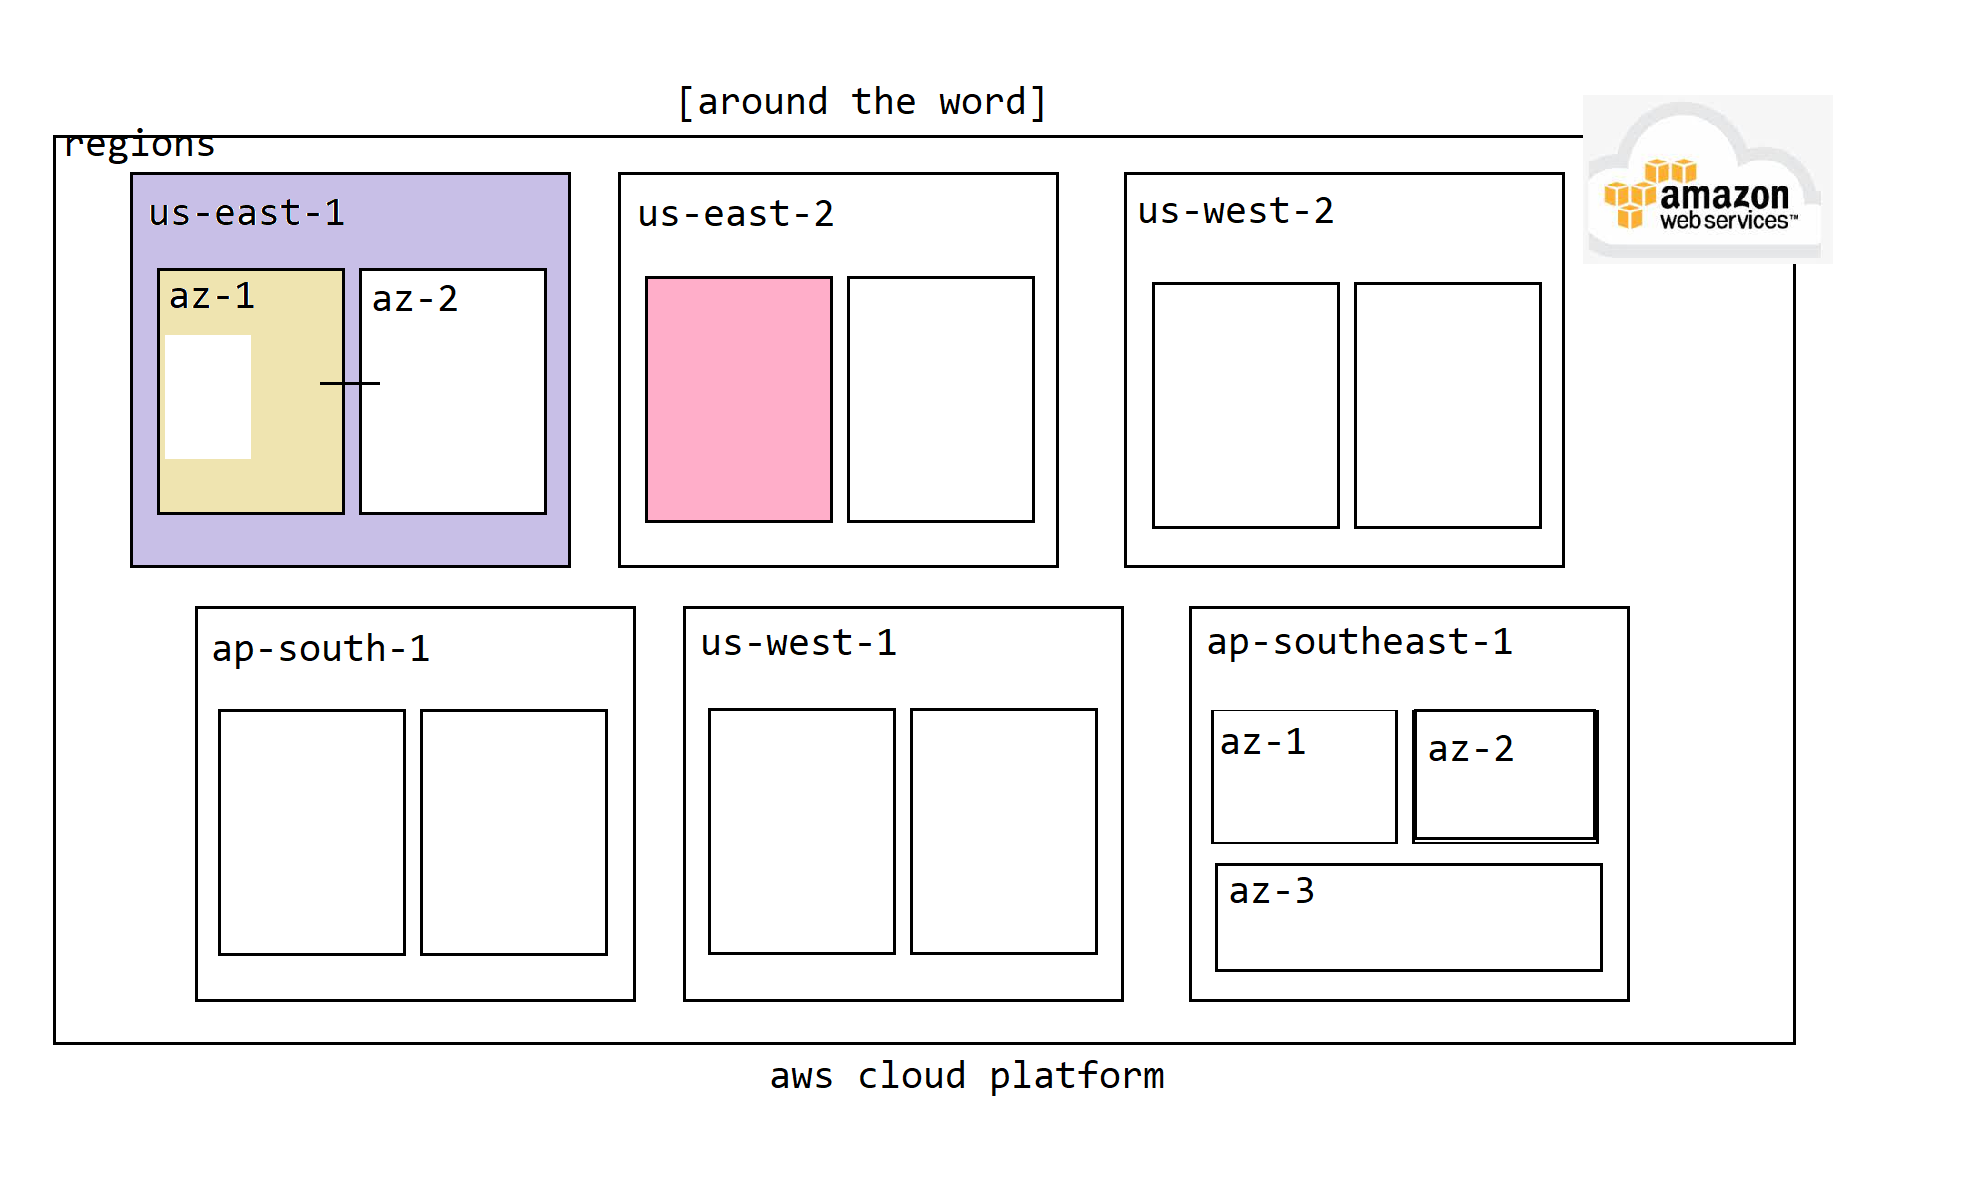 [around the word]
regions
amazon
web services™
us-east-1
us-east-2
us-west-2
az-1
az-2
ap-south-1
us-west-1
ap-southeast-1
az-1
az-2
az-3
aws cloud platform